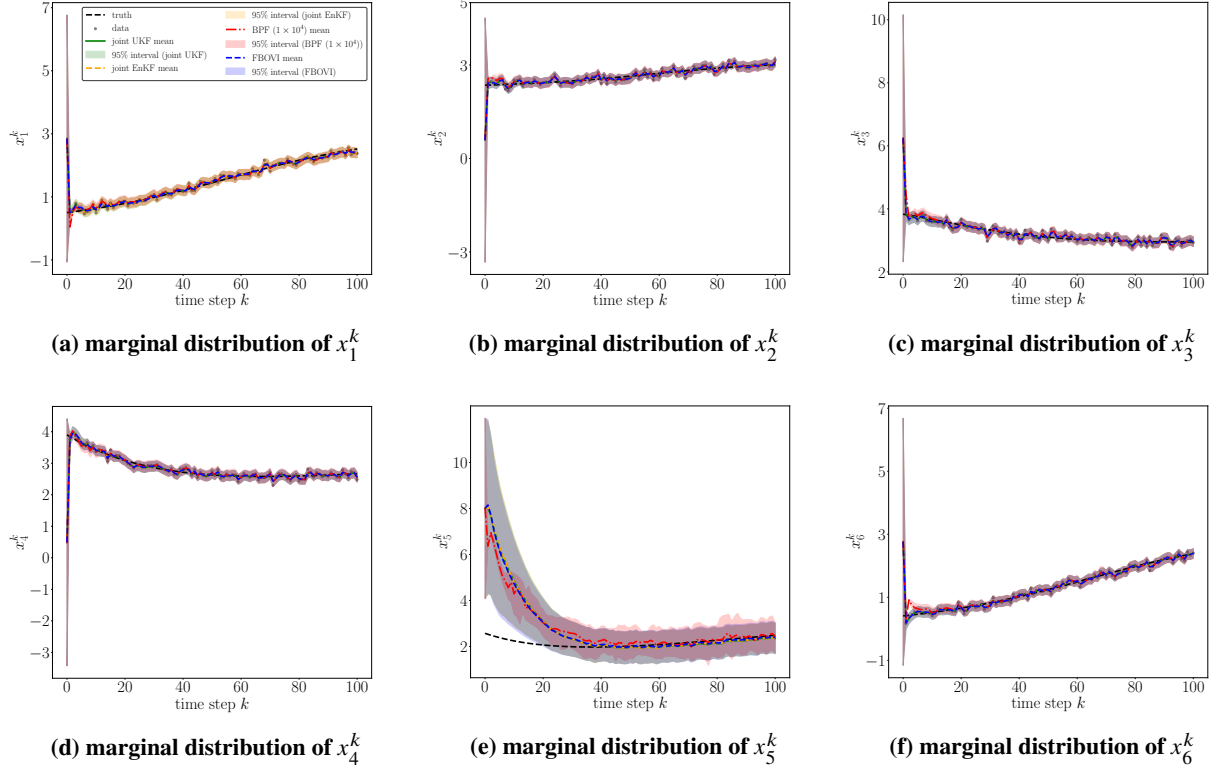 7
5
3
1
−1
0
20
40
60
80
100
time step k
x₁ᵏ
truth
data
joint UKF mean
95% interval (joint UKF)
joint EnKF mean
95% interval (joint EnKF)
BPF (1 × 10⁴) mean
95% interval (BPF (1 × 10⁴))
FBOVI mean
95% interval (FBOVI)
(a) marginal distribution of x₁ᵏ
3
0
−3
0
20
40
60
80
100
time step k
x₂ᵏ
(b) marginal distribution of x₂ᵏ
10
8
6
4
2
0
20
40
60
80
100
time step k
x₃ᵏ
(c) marginal distribution of x₃ᵏ
4
3
2
1
0
−1
−2
−3
0
20
40
60
80
100
time step k
x₄ᵏ
(d) marginal distribution of x₄ᵏ
10
8
6
4
2
0
20
40
60
80
100
time step k
x₅ᵏ
(e) marginal distribution of x₅ᵏ
7
5
3
1
−1
0
20
40
60
80
100
time step k
x₆ᵏ
(f) marginal distribution of x₆ᵏ